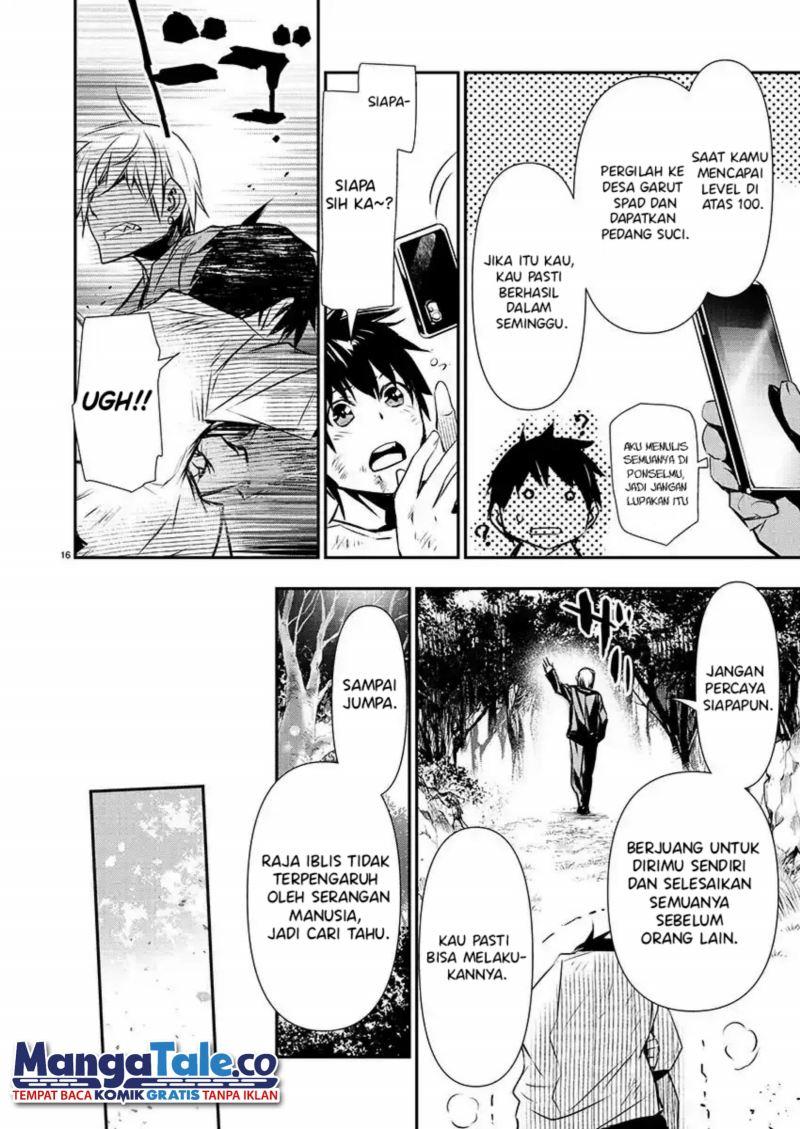 SAAT KAMU
MENCAPAI
LEVEL DI
ATAS 100.
PERGILAH KE
DESA GARUT
SPAD DAN
DAPATKAN
PEDANG SUCI.
JIKA ITU KAU,
KAU PASTI
BERHASIL
DALAM
SEMINGGU.
AKU MENULIS
SEMUANYA DI
PONSELMU,
JADI JANGAN
LUPAKAN ITU
?
?
SIAPA-
SIAPA
SIH KA~?
UGH!!
16
JANGAN
PERCAYA
SIAPAPUN.
BERJUANG UNTUK
DIRIMU SENDIRI
DAN SELESAIKAN
SEMUANYA
SEBELUM
ORANG LAIN.
KAU PASTI
BISA MELAKU-
KANNYA.
SAMPAI
JUMPA.
RAJA IBLIS TIDAK
TERPENGARUH
OLEH SERANGAN
MANUSIA,
JADI CARI TAHU.
MangaTale.co
TEMPAT BACA KOMIK GRATIS TANPA IKLAN